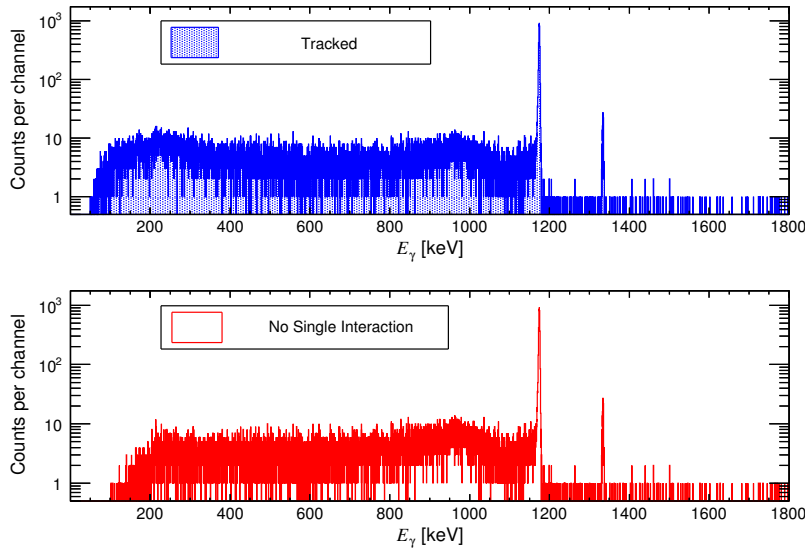 10³
Tracked
10²
10
1
Counts per channel
200 400 600 800 1000 1200 1400 1600 1800
E_γ [keV]
10³
No Single Interaction
10²
10
1
Counts per channel
200 400 600 800 1000 1200 1400 1600 1800
E_γ [keV]